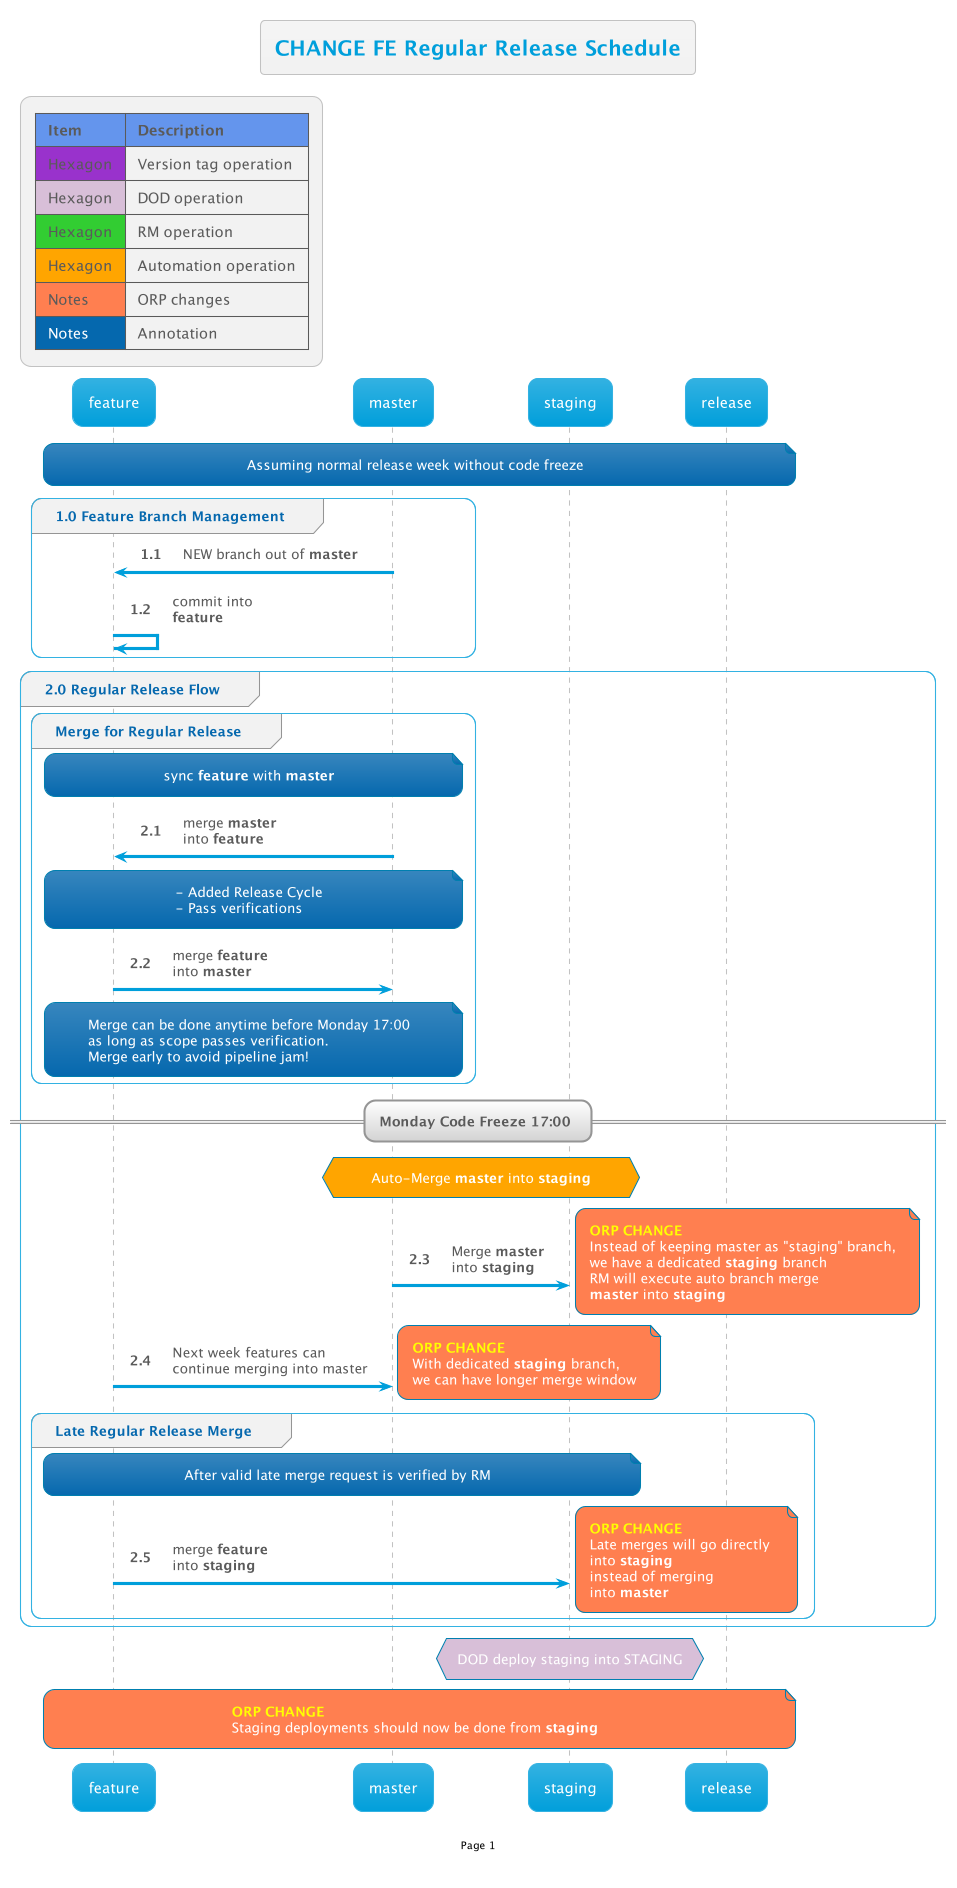 CHANGE FE Regular Release Schedule
Item Description
Hexagon Version tag operation
Hexagon DOD operation
Hexagon RM operation
Hexagon Automation operation
Notes ORP changes
Notes Annotation
feature master staging release
Assuming normal release week without code freeze
1.0 Feature Branch Management
1.1 NEW branch out of master
1.2 commit into
feature
2.0 Regular Release Flow
Merge for Regular Release
sync feature with master
2.1 merge master
into feature
- Added Release Cycle
- Pass verifications
2.2 merge feature
into master
Merge can be done anytime before Monday 17:00
as long as scope passes verification.
Merge early to avoid pipeline jam!
Monday Code Freeze 17:00
Auto-Merge master into staging
2.3 Merge master
into staging
ORP CHANGE
Instead of keeping master as "staging" branch,
we have a dedicated staging branch
RM will execute auto branch merge
master into staging
2.4 Next week features can
continue merging into master
ORP CHANGE
With dedicated staging branch,
we can have longer merge window
Late Regular Release Merge
After valid late merge request is verified by RM
2.5 merge feature
into staging
ORP CHANGE
Late merges will go directly
into staging
instead of merging
into master
DOD deploy staging into STAGING
ORP CHANGE
Staging deployments should now be done from staging
feature master staging release
Page 1